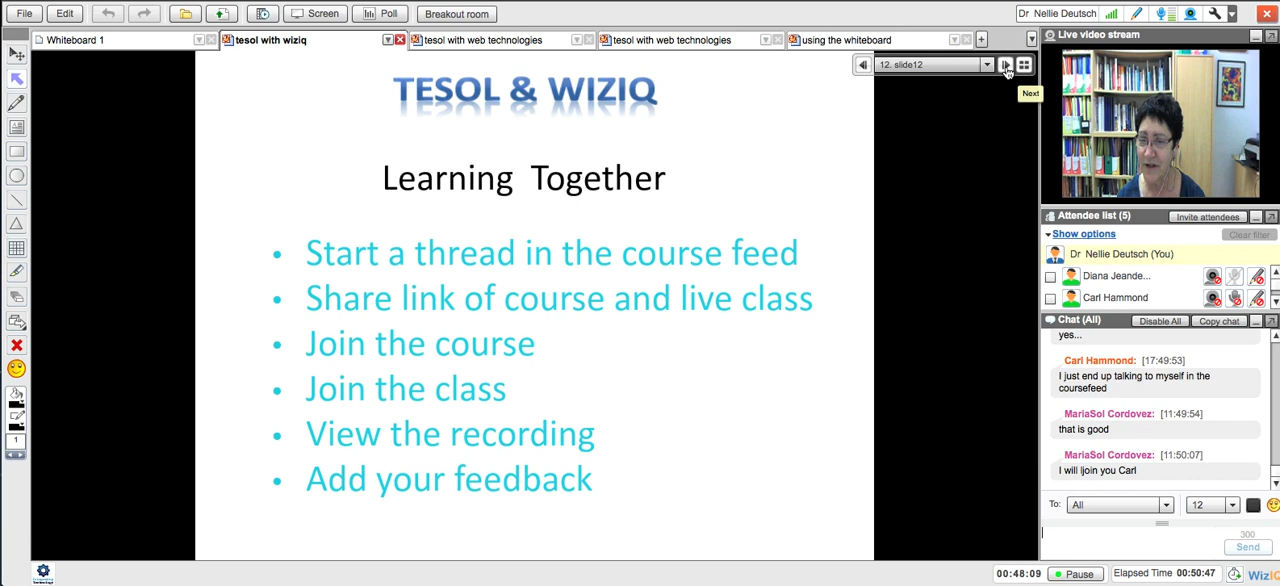 File Edit Screen Poll Breakout room Dr Nellie Deutsch
Whiteboard 1 tesol with wiziq tesol with web technologies tesol with web technologies using the whiteboard
Live video stream
12. slide12
Next
TESOL & WIZIQ
Learning Together
• Start a thread in the course feed
• Share link of course and live class
• Join the course
• Join the class
• View the recording
• Add your feedback
1
Attendee list (5) Invite attendees
Show options Clear filter
Dr Nellie Deutsch (You)
Diana Jeande...
Carl Hammond
Chat (All) Disable All Copy chat
yes...
Carl Hammond: [17:49:53]
I just end up talking to myself in the
coursefeed
MariaSol Cordovez: [11:49:54]
that is good
MariaSol Cordovez: [11:50:07]
I will ljoin you Carl
To: All 12
300
Send
00:48:09 Pause Elapsed Time 00:50:47 WizIQ